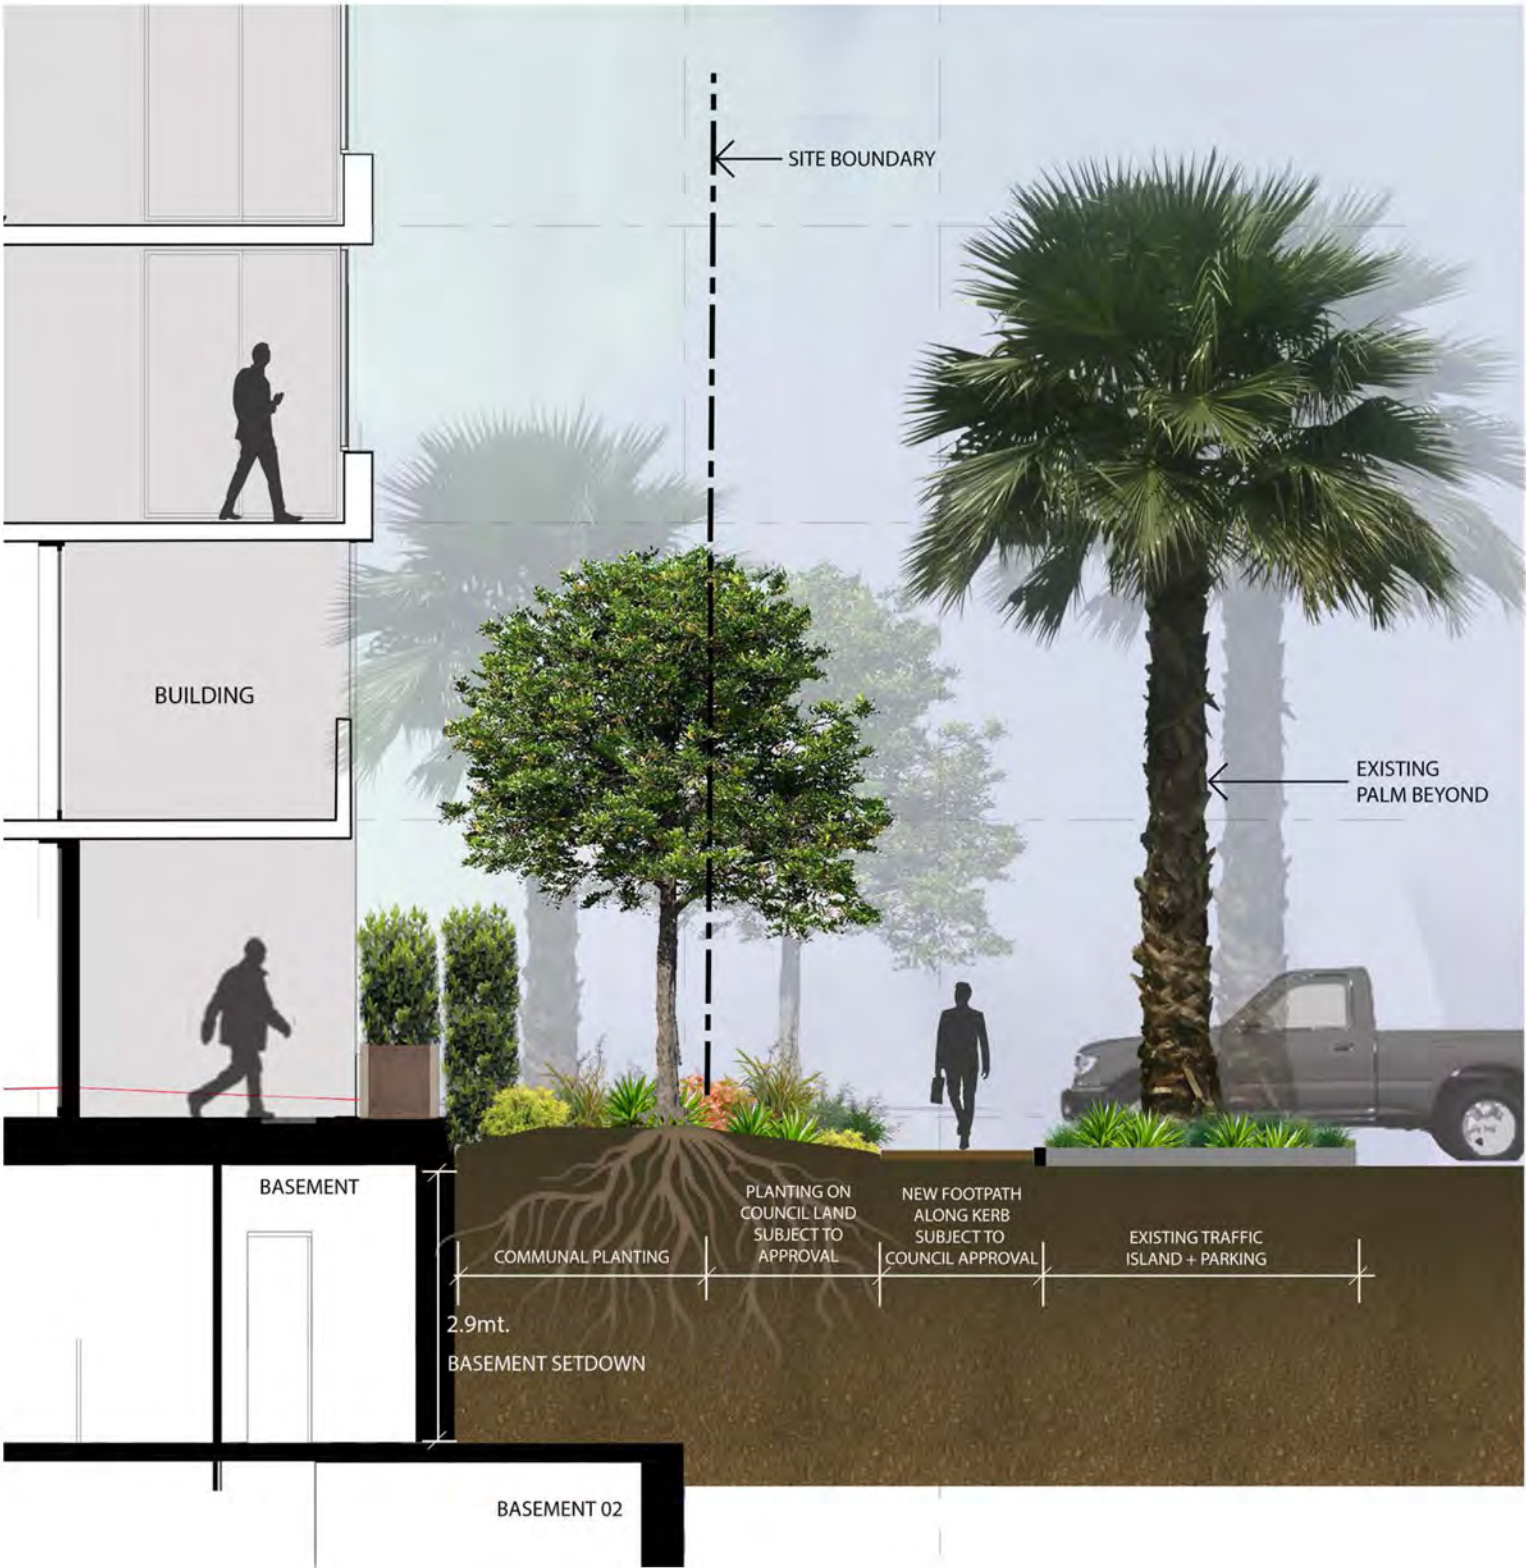 SITE BOUNDARY
BUILDING
EXISTING
PALM BEYOND
BASEMENT
PLANTING ON
COUNCIL LAND
SUBJECT TO
APPROVAL
NEW FOOTPATH
ALONG KERB
SUBJECT TO
COUNCIL APPROVAL
COMMUNAL PLANTING
EXISTING TRAFFIC
ISLAND + PARKING
2.9mt.
BASEMENT SETDOWN
BASEMENT 02